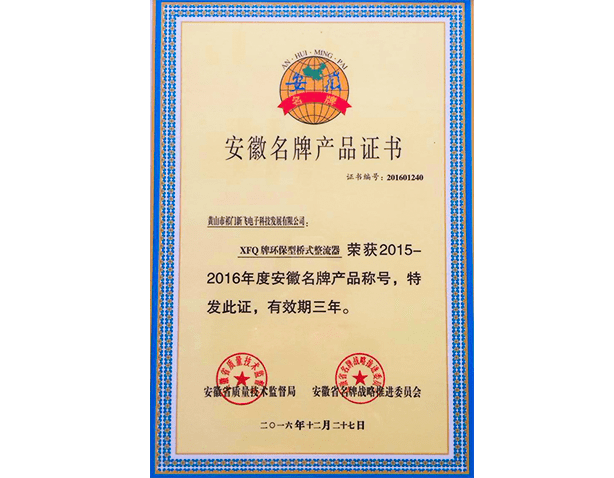 AN·HUI·MING·PAI
安徽
名牌
安徽名牌产品证书
证书编号：201601240
黄山市祁门新飞电子科技发展有限公司：
XFQ 牌环保型桥式整流器 荣获2015-
2016年度安徽名牌产品称号，特
发此证，有效期三年。
安徽省质量技术监督局 安徽省名牌战略推进委员会
二〇一六年十二月二十七日